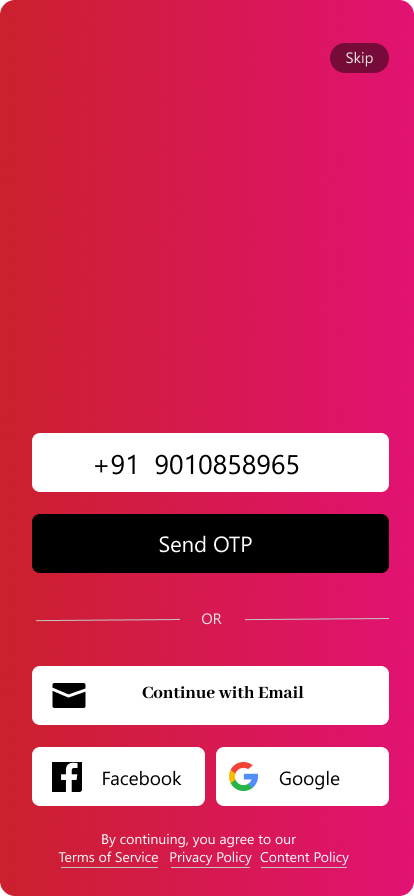 Skip
+91 9010858965
Send OTP
OR
Continue with Email
Facebook Google
By continuing, you agree to our
Terms of Service Privacy Policy Content Policy